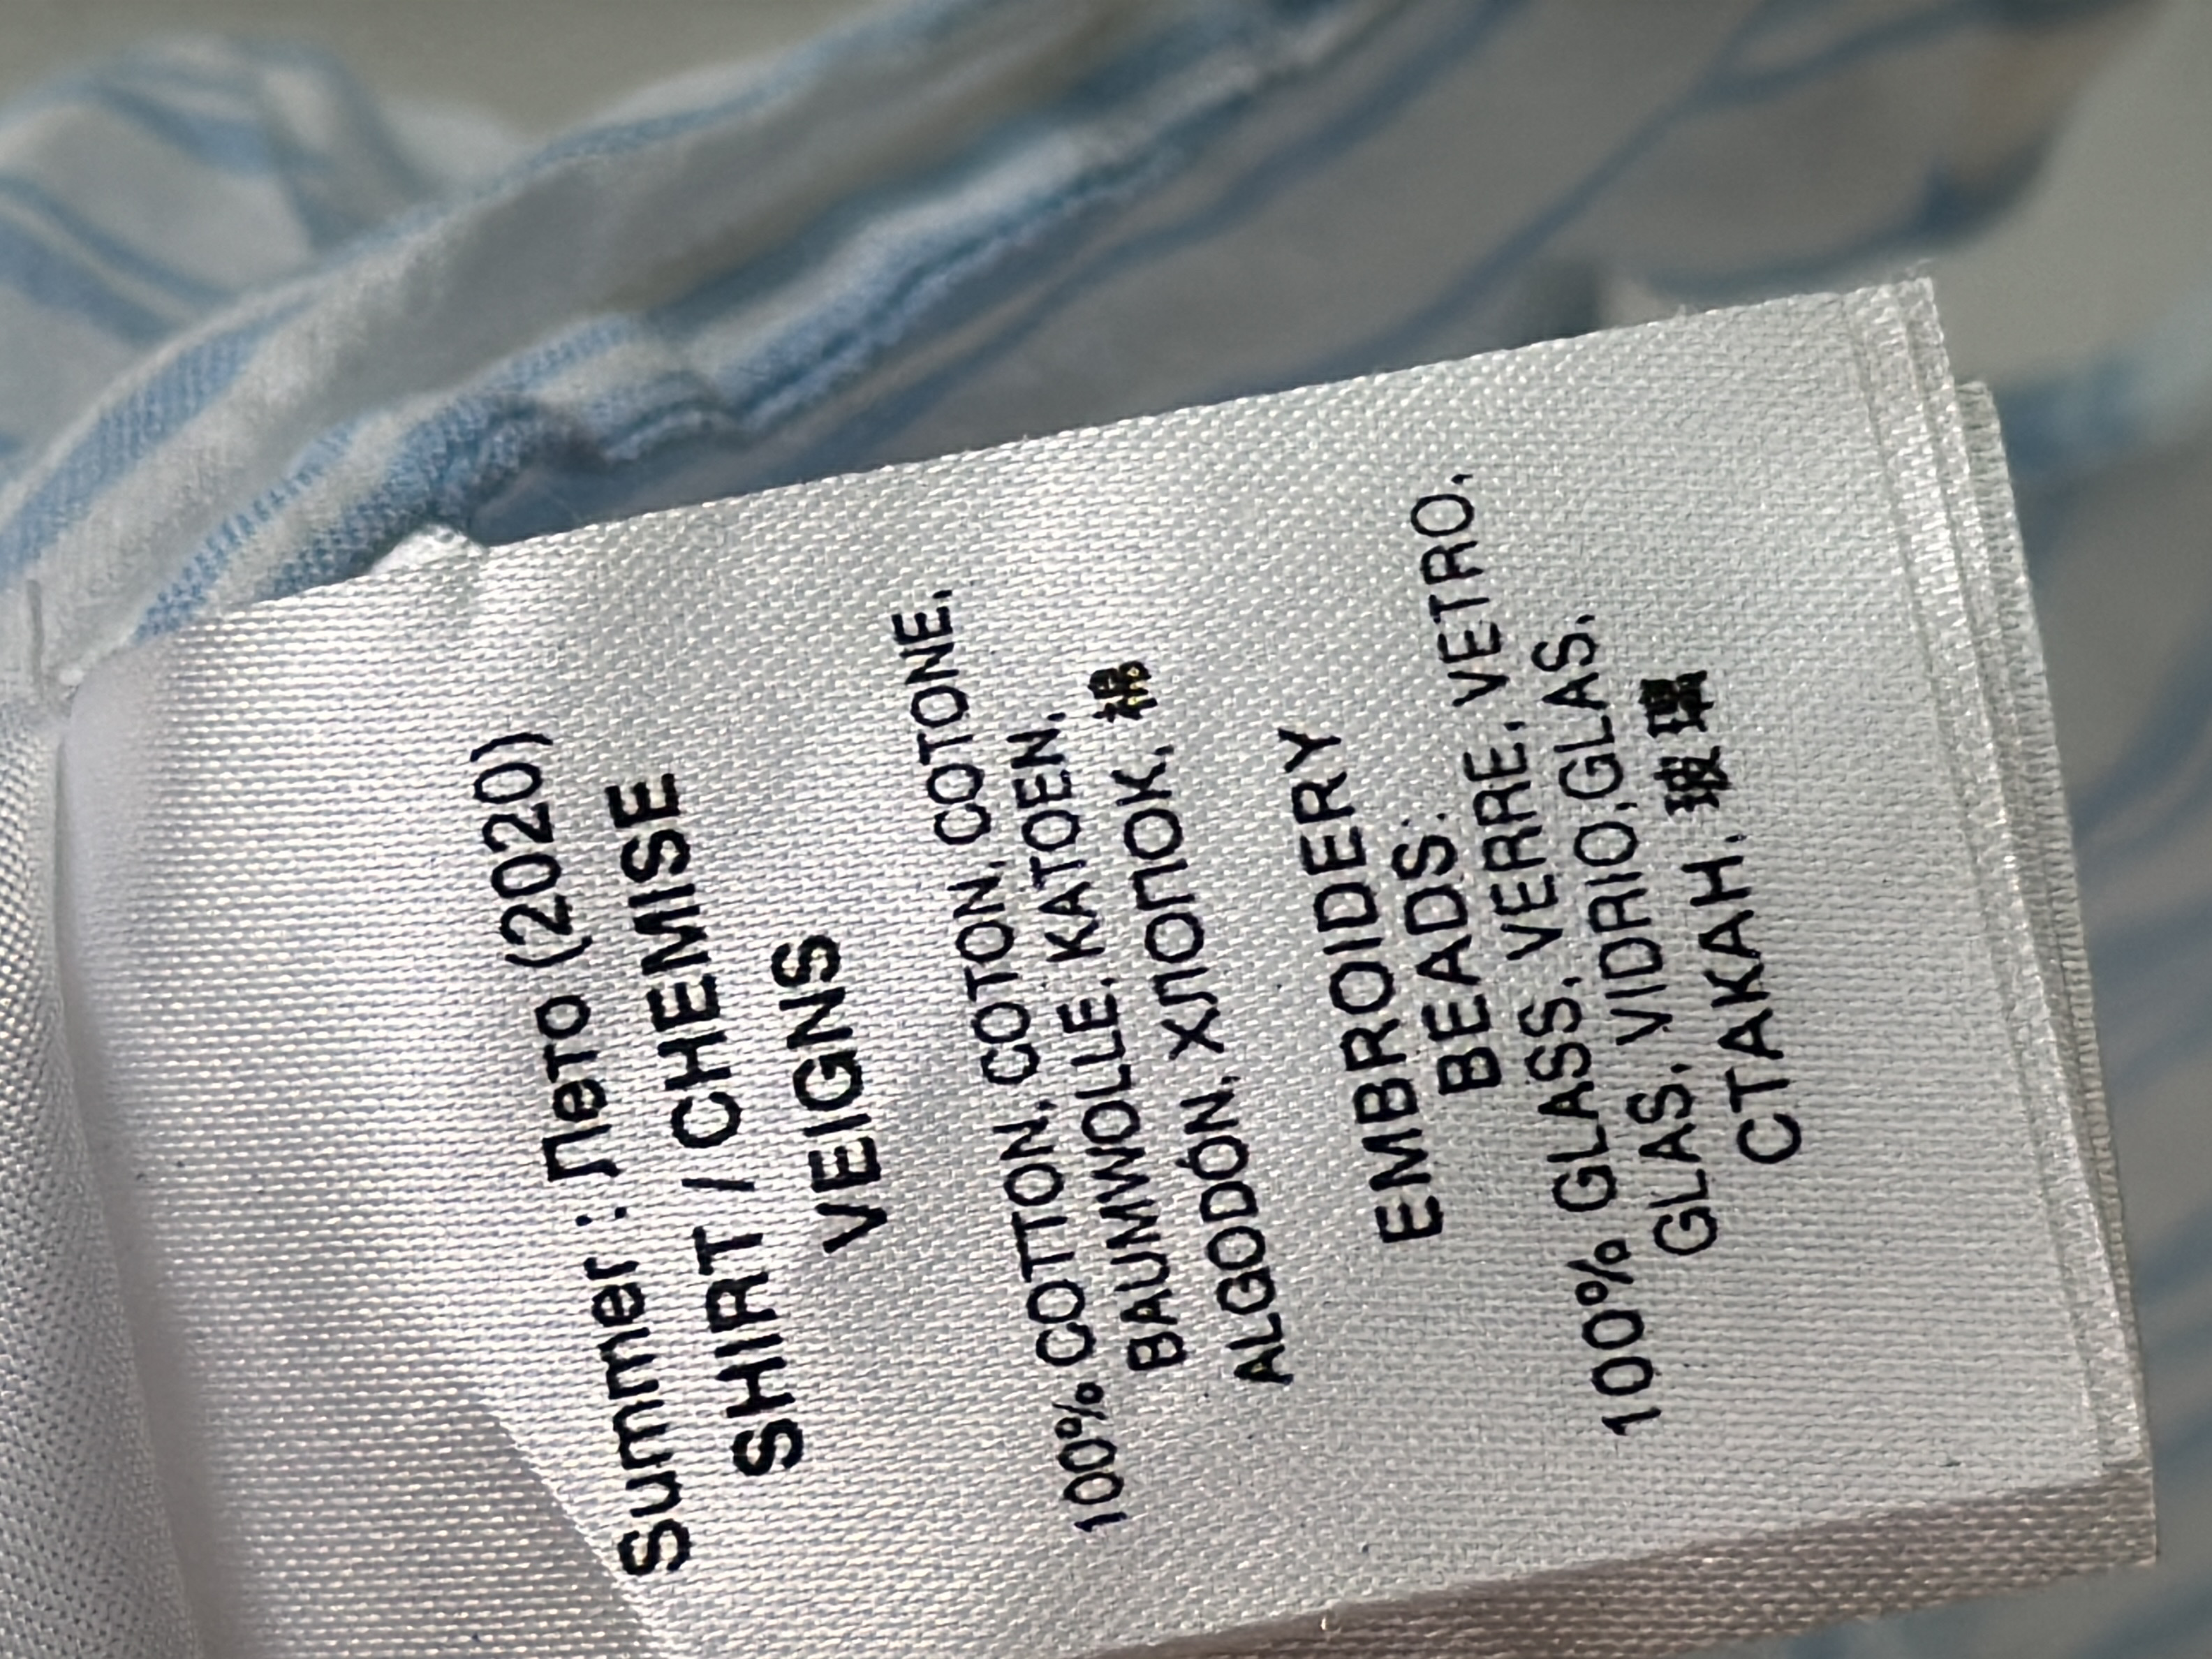 Summer : Лето (2020)
SHIRT / CHEMISE
VEIGNS
100% COTTON, COTON, COTON, COTONE,
BAUMWOLLE, KATOEN,
ALGODÓN, ХЛОПОК, 棉
EMBROIDERY
BEADS:
100% GLASS, VERRE, VETRO,
GLAS, VIDRIO,GLAS,
СТАКАН, 玻璃